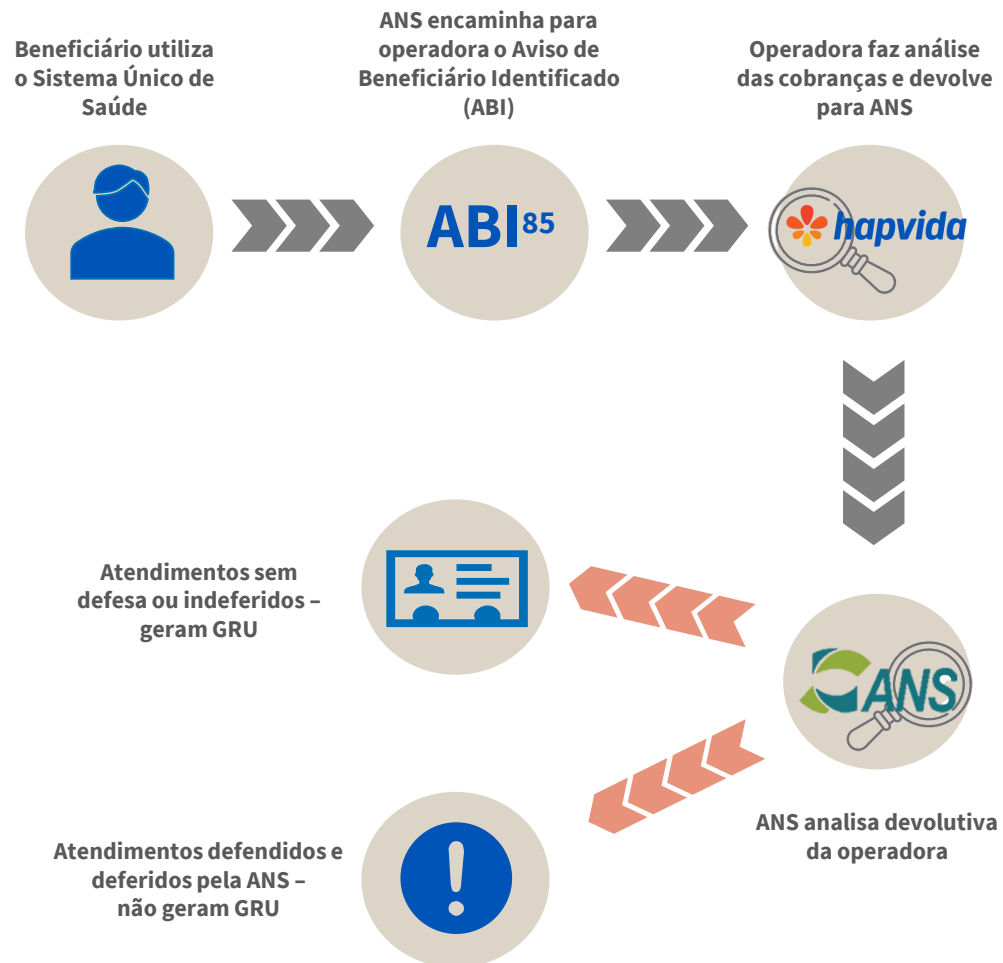 Beneficiário utiliza
o Sistema Único de
Saúde
ANS encaminha para
operadora o Aviso de
Beneficiário Identificado
(ABI)
Operadora faz análise
das cobranças e devolve
para ANS
ABI85
hapvida
Atendimentos sem
defesa ou indeferidos –
geram GRU
ANS
ANS analisa devolutiva
da operadora
Atendimentos defendidos e
deferidos pela ANS –
não geram GRU